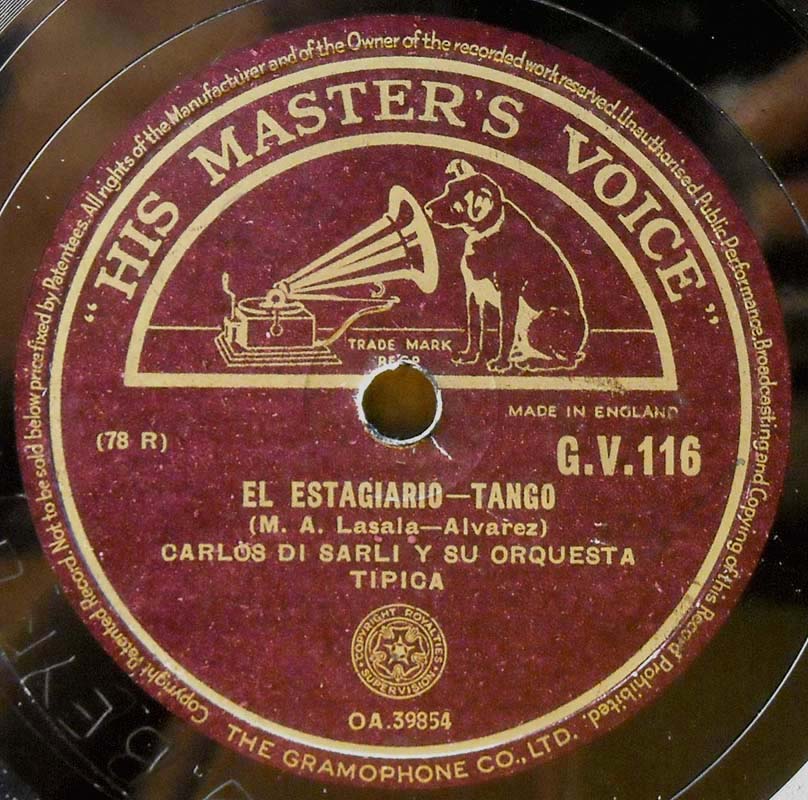 Copyright Patented Record Not to be sold below price fixed by Patentees. All rights of the Manufacturer and of the Owner of the recorded work reserved. Unauthorised Public Performance, Broadcasting and Copying of this Record Prohibited.
"HIS MASTER'S VOICE"
TRADE MARK
MADE IN ENGLAND
(78 R)
G.V.116
EL ESTAGIARIO—TANGO
(M. A. Lasala—Alvarez)
CARLOS DI SARLI Y SU ORQUESTA
TIPICA
COPYRIGHT ROYALTIES
SUPERVISION
OA.39854
THE GRAMOPHONE CO., LTD.